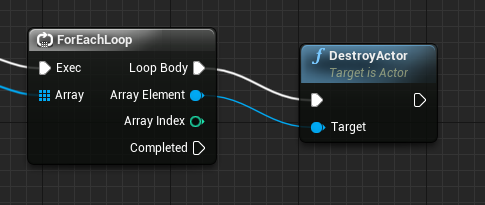 ForEachLoop
Exec
Loop Body
Array
Array Element
Array Index
Completed
DestroyActor
Target is Actor
Target